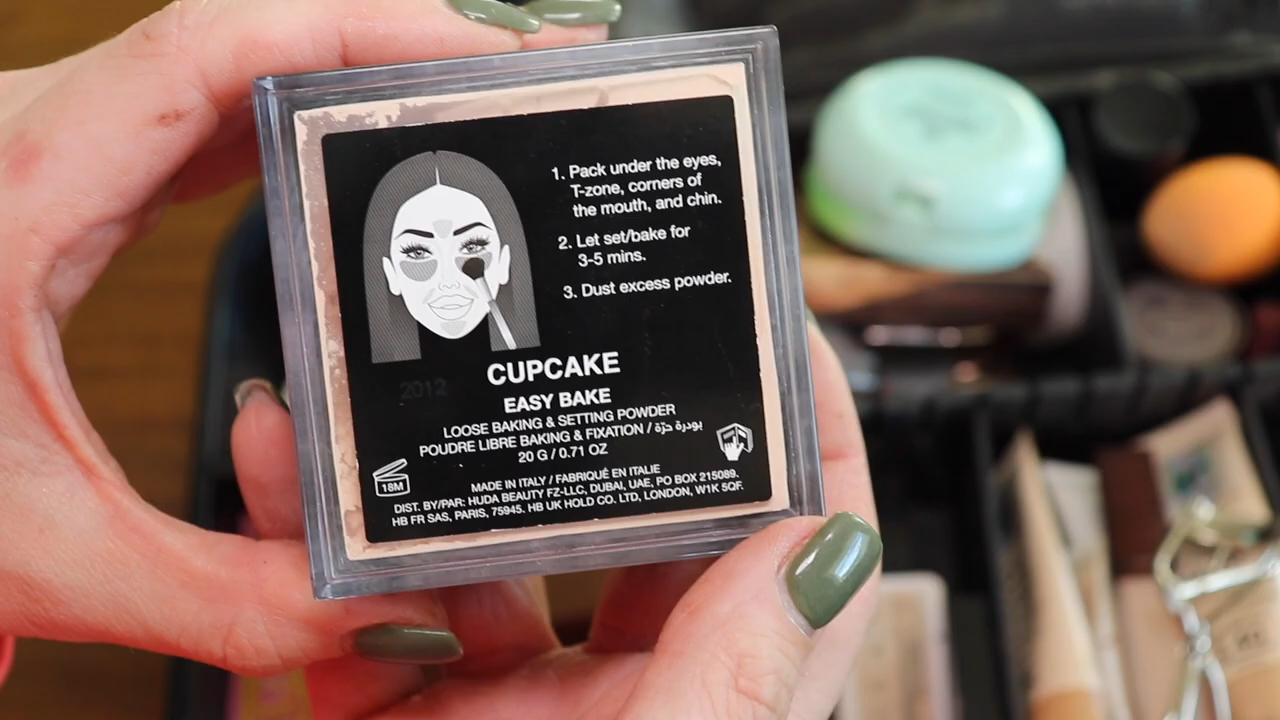 1. Pack under the eyes,
T-zone, corners of
the mouth, and chin.
2. Let set/bake for
3-5 mins.
3. Dust excess powder.
2012
CUPCAKE
EASY BAKE
LOOSE BAKING & SETTING POWDER
POUDRE LIBRE BAKING & FIXATION / بودرة حرّة
20 G / 0.71 OZ
18M
MADE IN ITALY / FABRIQUÉ EN ITALIE
DIST. BY/PAR: HUDA BEAUTY FZ-LLC, DUBAI, UAE, PO BOX 215089.
HB FR SAS, PARIS, 75945. HB UK HOLD CO. LTD, LONDON, W1K 5QF.